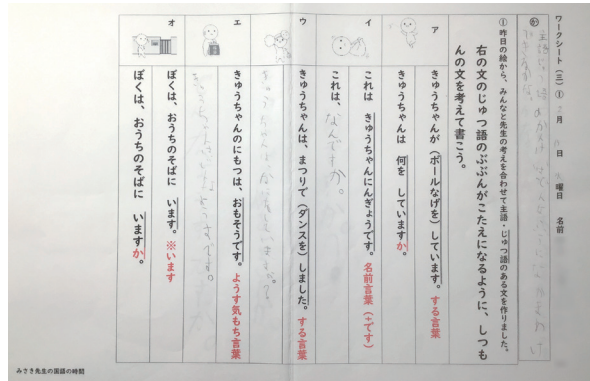 ワークシート（三）① 月 日 曜日 名前
①昨日の絵から、みんなと先生の考えを合わせて主語・じゅつ語のある文を作りました。
右の文のじゅつ語のぶぶんがこたえになるように、しつも
んの文を考えて書こう。
ア
きゅうちゃんが（ボールなげを）しています。する言葉
きゅうちゃんは 何を していますか。
イ
これは きゅうちゃんにんぎょうです。名前言葉（＋です）
これは、なんですか。
ウ
きゅうちゃんは、まつりで（ダンスを）しました。する言葉
エ
きゅうちゃんのにもつは、おもそうです。ようす気もち言葉
オ
ぼくは、おうちのそばに います。※います
ぼくは、おうちのそばに いますか。
みさき先生の国語の時間